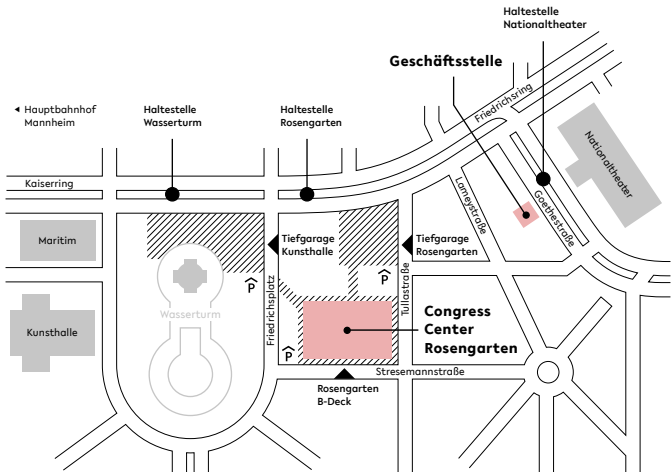 Haltestelle
Nationaltheater
Geschäftsstelle
Friedrichsring
Hauptbahnhof
Mannheim
Haltestelle
Wasserturm
Haltestelle
Rosengarten
Nationaltheater
Kaiserring
Lameystraße
Goethestraße
Maritim
Tiefgarage
Kunsthalle
Tiefgarage
Rosengarten
P
P
Friedrichsplatz
Tullastraße
Wasserturm
Kunsthalle
Congress
Center
Rosengarten
P
Stresemannstraße
Rosengarten
B-Deck